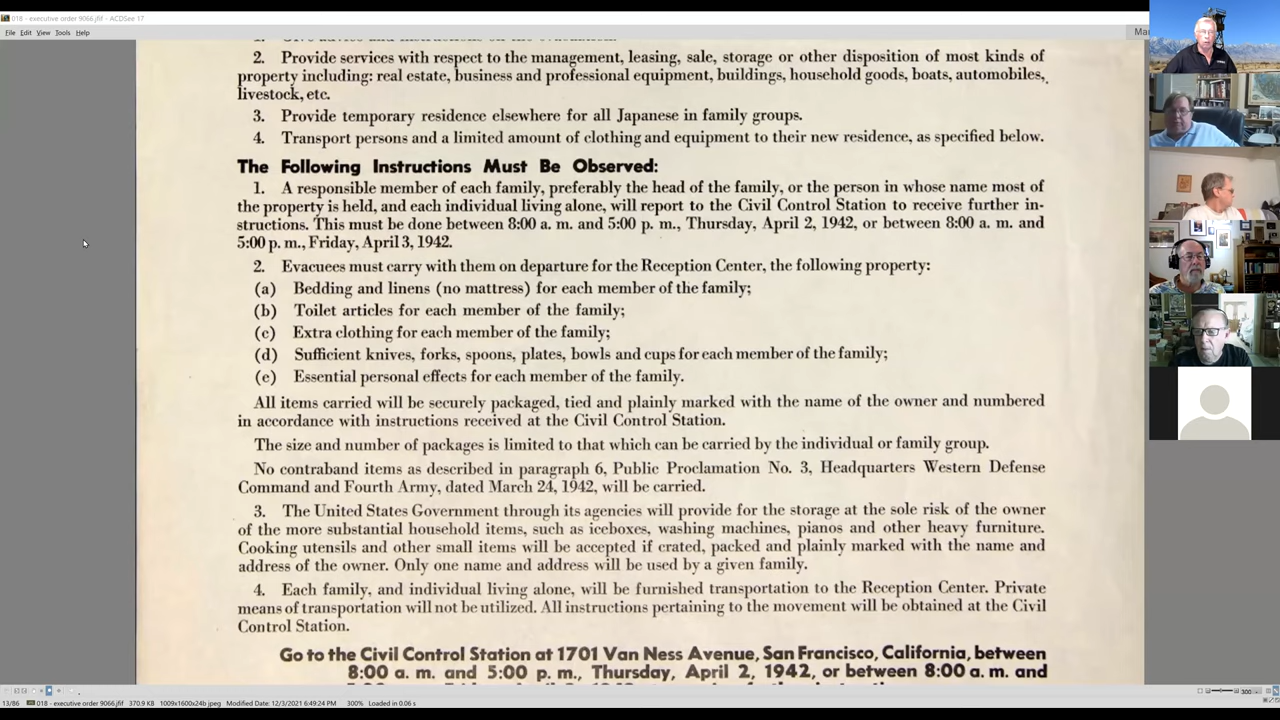 018 - executive order 9066.jfif - ACDSee 17
File Edit View Tools Help
Ma
2. Provide services with respect to the management, leasing, sale, storage or other disposition of most kinds of
property including: real estate, business and professional equipment, buildings, household goods, boats, automobiles,
livestock, etc.
3. Provide temporary residence elsewhere for all Japanese in family groups.
4. Transport persons and a limited amount of clothing and equipment to their new residence, as specified below.
The Following Instructions Must Be Observed:
1. A responsible member of each family, preferably the head of the family, or the person in whose name most of
the property is held, and each individual living alone, will report to the Civil Control Station to receive further in-
structions. This must be done between 8:00 a. m. and 5:00 p. m., Thursday, April 2, 1942, or between 8:00 a. m. and
5:00 p. m., Friday, April 3, 1942.
2. Evacuees must carry with them on departure for the Reception Center, the following property:
(a) Bedding and linens (no mattress) for each member of the family;
(b) Toilet articles for each member of the family;
(c) Extra clothing for each member of the family;
(d) Sufficient knives, forks, spoons, plates, bowls and cups for each member of the family;
(e) Essential personal effects for each member of the family.
All items carried will be securely packaged, tied and plainly marked with the name of the owner and numbered
in accordance with instructions received at the Civil Control Station.
The size and number of packages is limited to that which can be carried by the individual or family group.
No contraband items as described in paragraph 6, Public Proclamation No. 3, Headquarters Western Defense
Command and Fourth Army, dated March 24, 1942, will be carried.
3. The United States Government through its agencies will provide for the storage at the sole risk of the owner
of the more substantial household items, such as iceboxes, washing machines, pianos and other heavy furniture.
Cooking utensils and other small items will be accepted if crated, packed and plainly marked with the name and
address of the owner. Only one name and address will be used by a given family.
4. Each family, and individual living alone, will be furnished transportation to the Reception Center. Private
means of transportation will not be utilized. All instructions pertaining to the movement will be obtained at the Civil
Control Station.
Go to the Civil Control Station at 1701 Van Ness Avenue, San Francisco, California, between
8:00 a. m. and 5:00 p. m., Thursday, April 2, 1942, or between 8:00 a. m. and
13/86 018 - executive order 9066.jfif 370.9 KB 1009x1600x24b jpeg Modified Date: 12/3/2021 6:49:24 PM 300% Loaded in 0.06 s
300